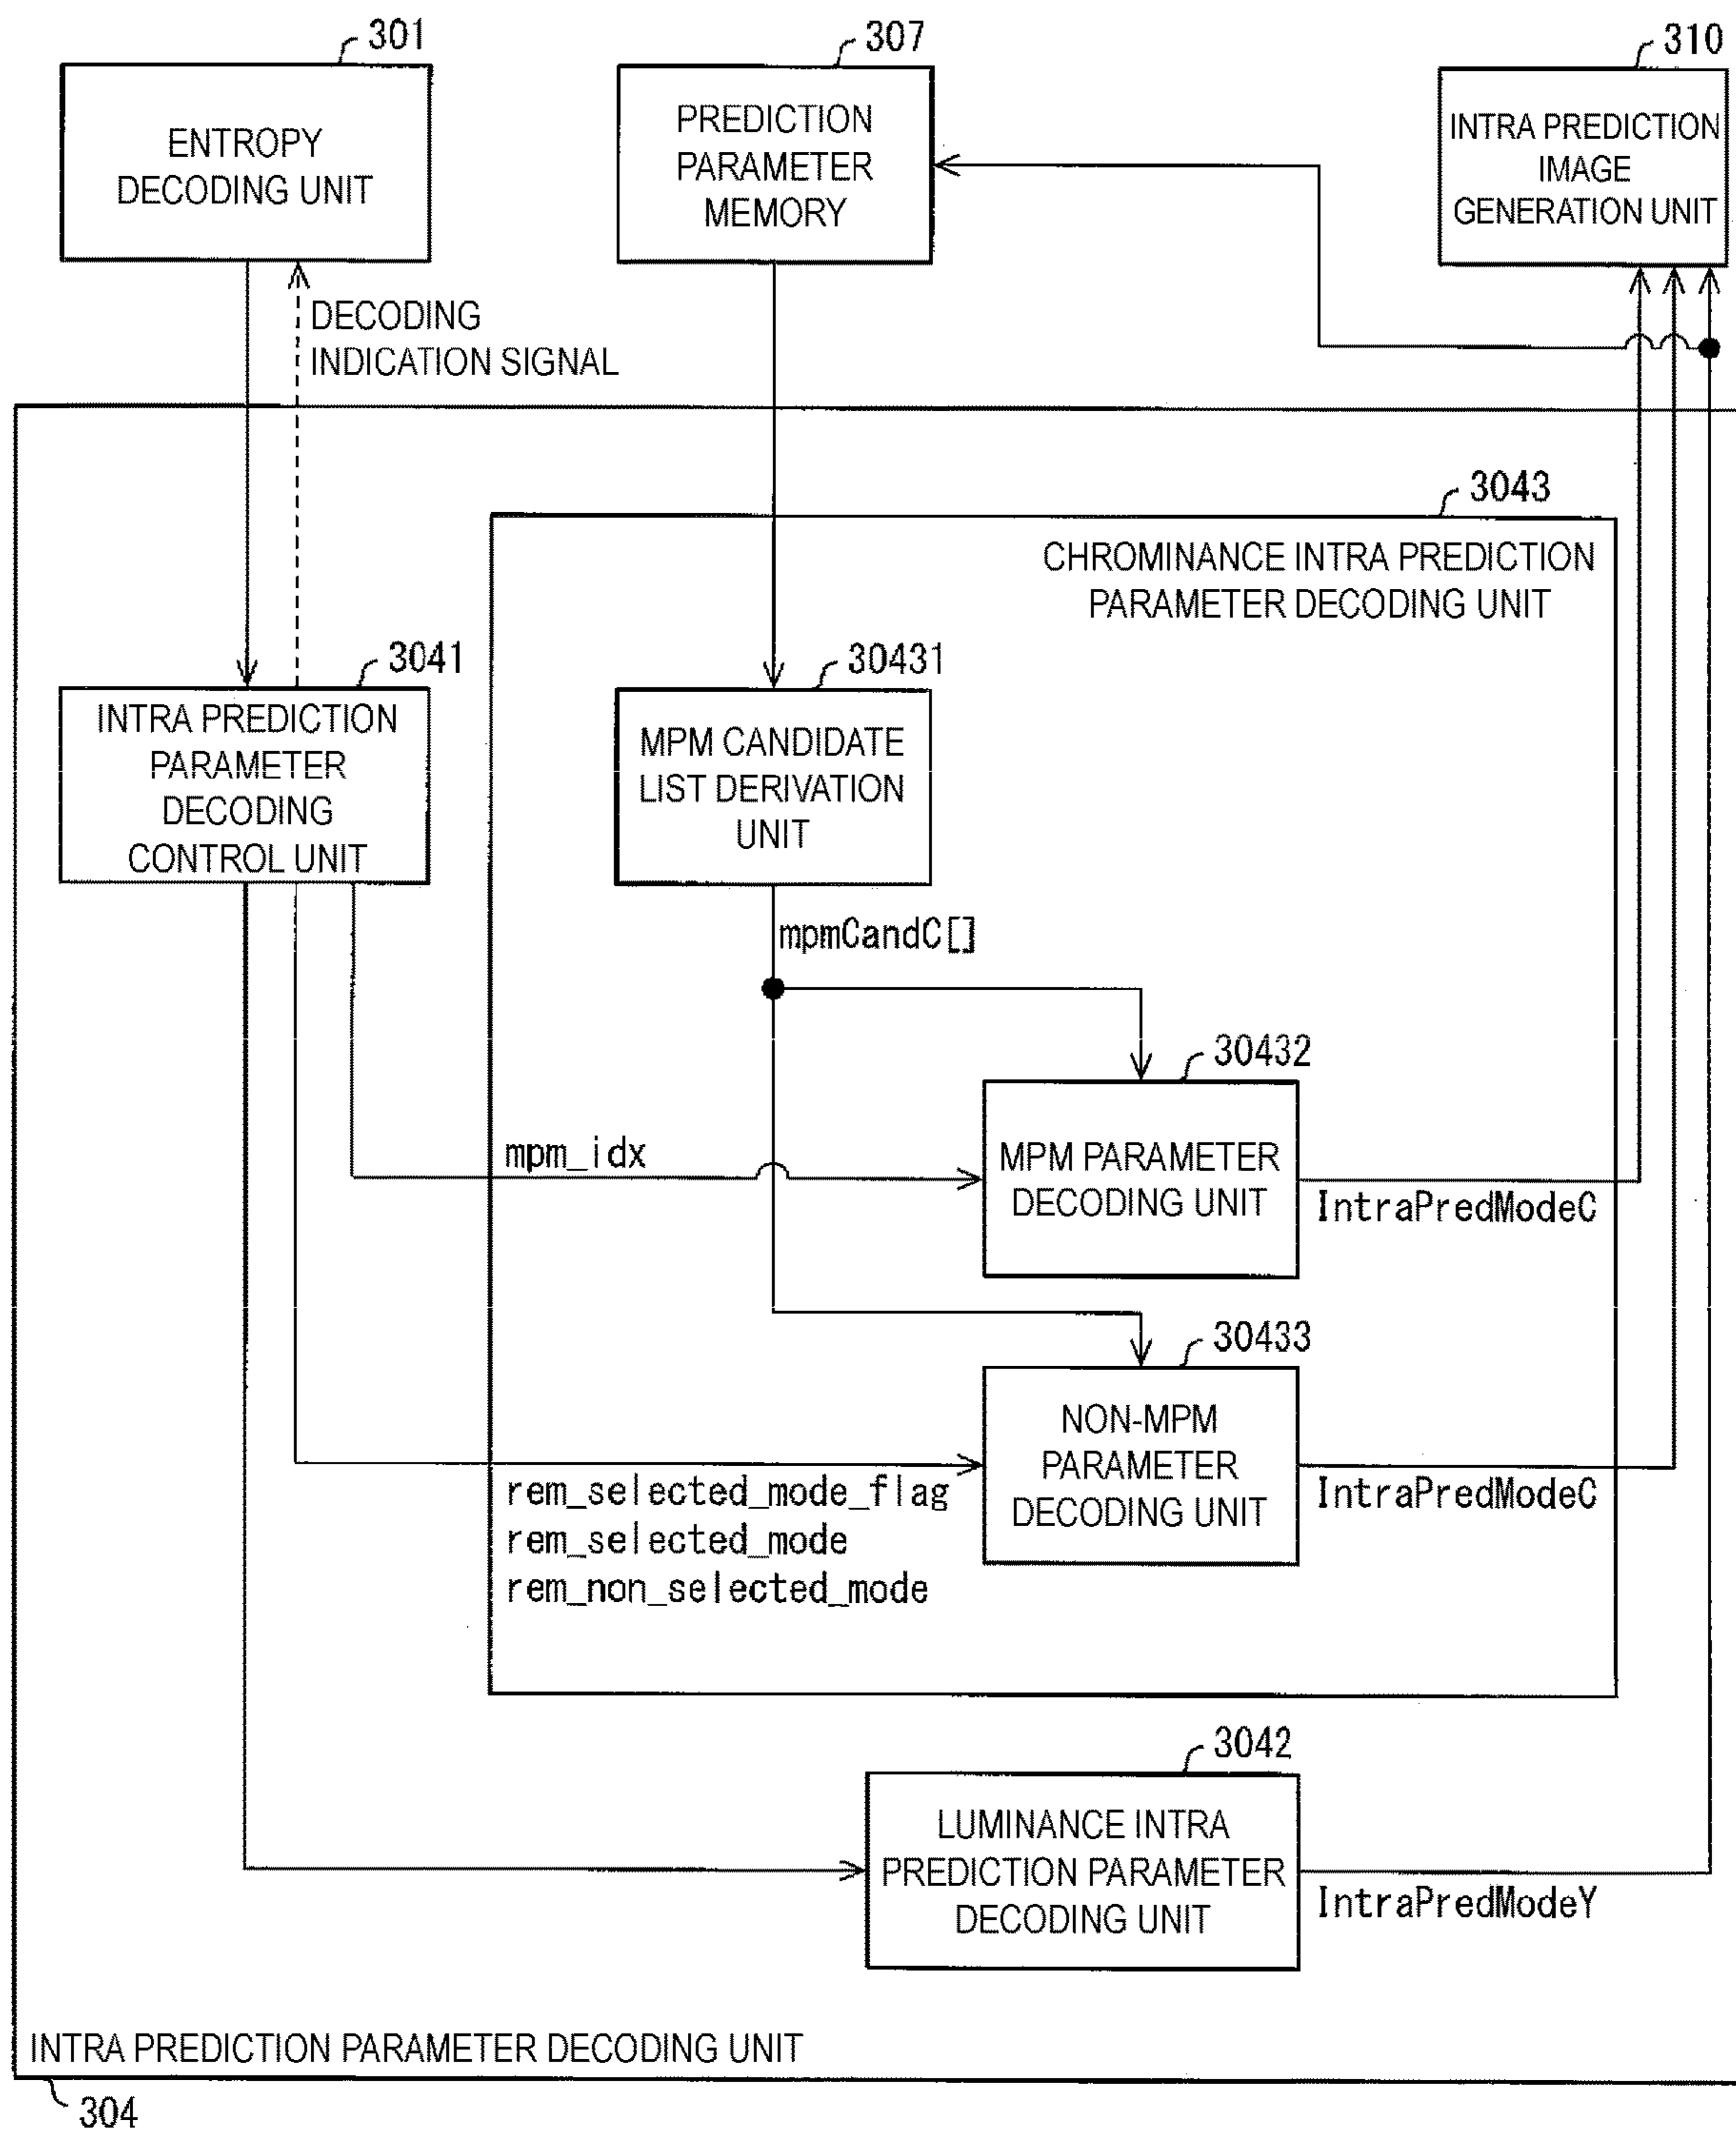 301
ENTROPY
DECODING UNIT
307
PREDICTION
PARAMETER
MEMORY
310
INTRA PREDICTION
IMAGE
GENERATION UNIT
DECODING
INDICATION SIGNAL
3043
CHROMINANCE INTRA PREDICTION
PARAMETER DECODING UNIT
3041
INTRA PREDICTION
PARAMETER
DECODING
CONTROL UNIT
30431
MPM CANDIDATE
LIST DERIVATION
UNIT
mpmCandC[]
30432
mpm_idx
MPM PARAMETER
DECODING UNIT
IntraPredModeC
30433
NON-MPM
PARAMETER
DECODING UNIT
IntraPredModeC
rem_selected_mode_flag
rem_selected_mode
rem_non_selected_mode
3042
LUMINANCE INTRA
PREDICTION PARAMETER
DECODING UNIT
IntraPredModeY
INTRA PREDICTION PARAMETER DECODING UNIT
304